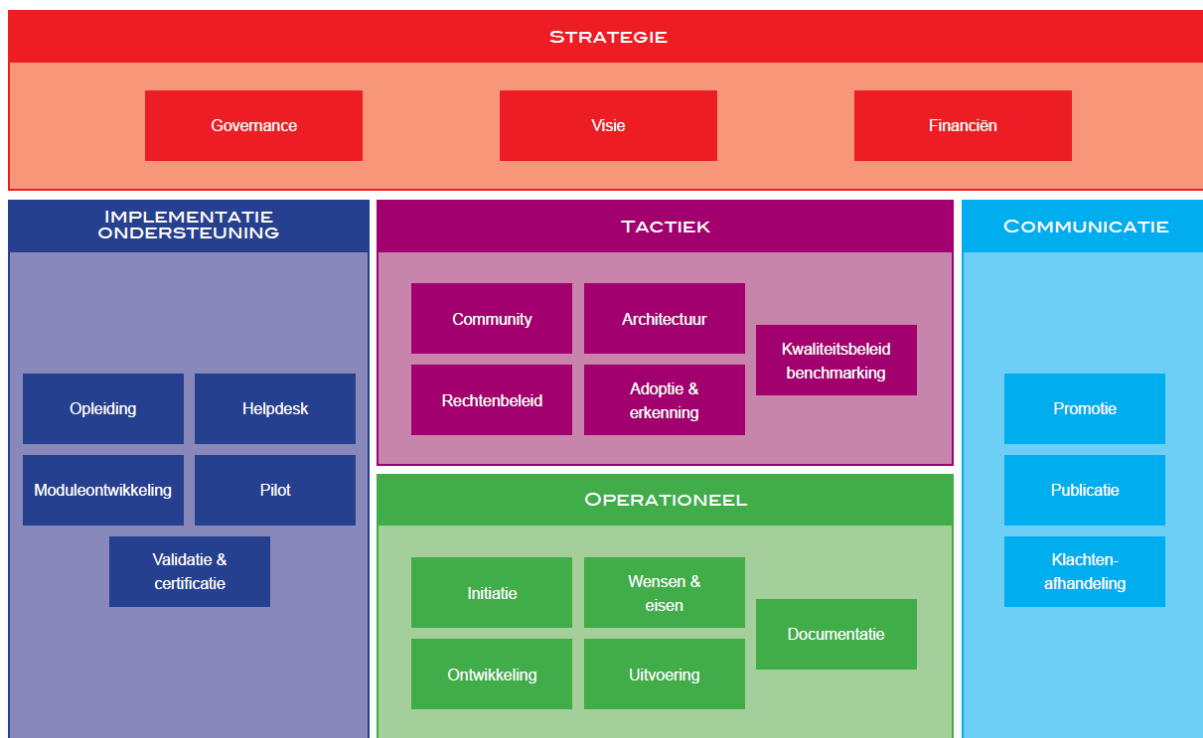 STRATEGIE
Governance
Visie
Financiën
IMPLEMENTATIE
ONDERSTEUNING
Opleiding
Helpdesk
Moduleontwikkeling
Pilot
Validatie &
certificatie
TACTIEK
Community
Architectuur
Kwaliteitsbeleid
benchmarking
Rechtenbeleid
Adoptie &
erkenning
OPERATIONEEL
Initiatie
Wensen &
eisen
Documentatie
Ontwikkeling
Uitvoering
COMMUNICATIE
Promotie
Publicatie
Klachten-
afhandeling